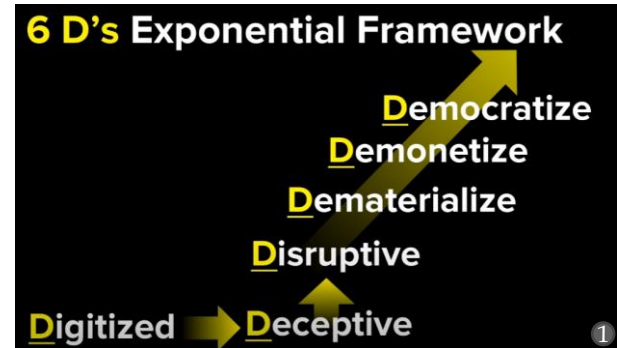 6 D's Exponential Framework
Democratize
Demonetize
Dematerialize
Disruptive
Digitized Deceptive
1